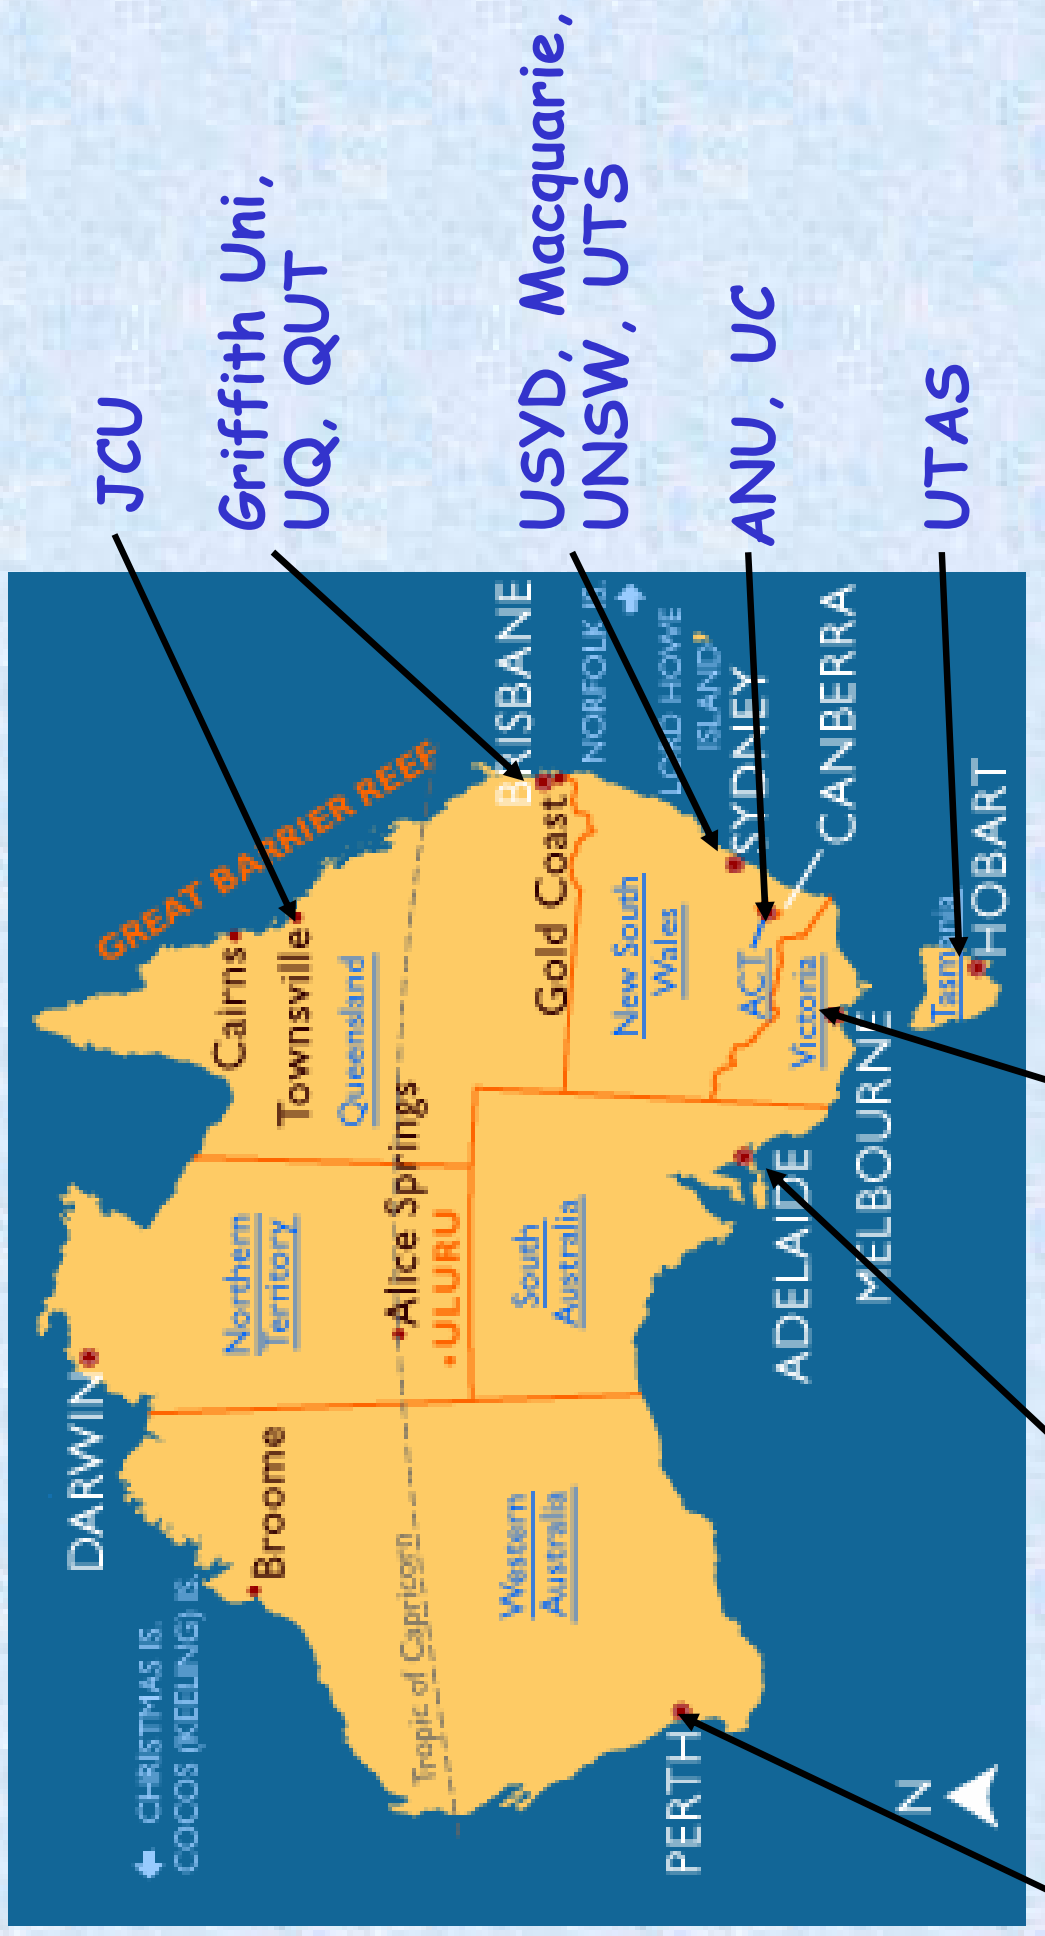 JCU
Griffith Uni,
UQ, QUT
USYD, Macquarie,
UNSW, UTS
ANU, UC
UTAS
DARWIN
CHRISTMAS IS.
COCOS (KEELING) IS.
Broome
Northern
Territory
Cairns
Townsville
GREAT BARRIER REEF
Queensland
Tropic of Capricorn
Alice Springs
ULURU
Western
Australia
South
Australia
BRISBANE
Gold Coast
NORFOLK IS.
LORD HOWE
ISLAND
New South
Wales
SYDNEY
ACT
CANBERRA
Victoria
PERTH
ADELAIDE
MELBOURNE
Tasmania
HOBART
N